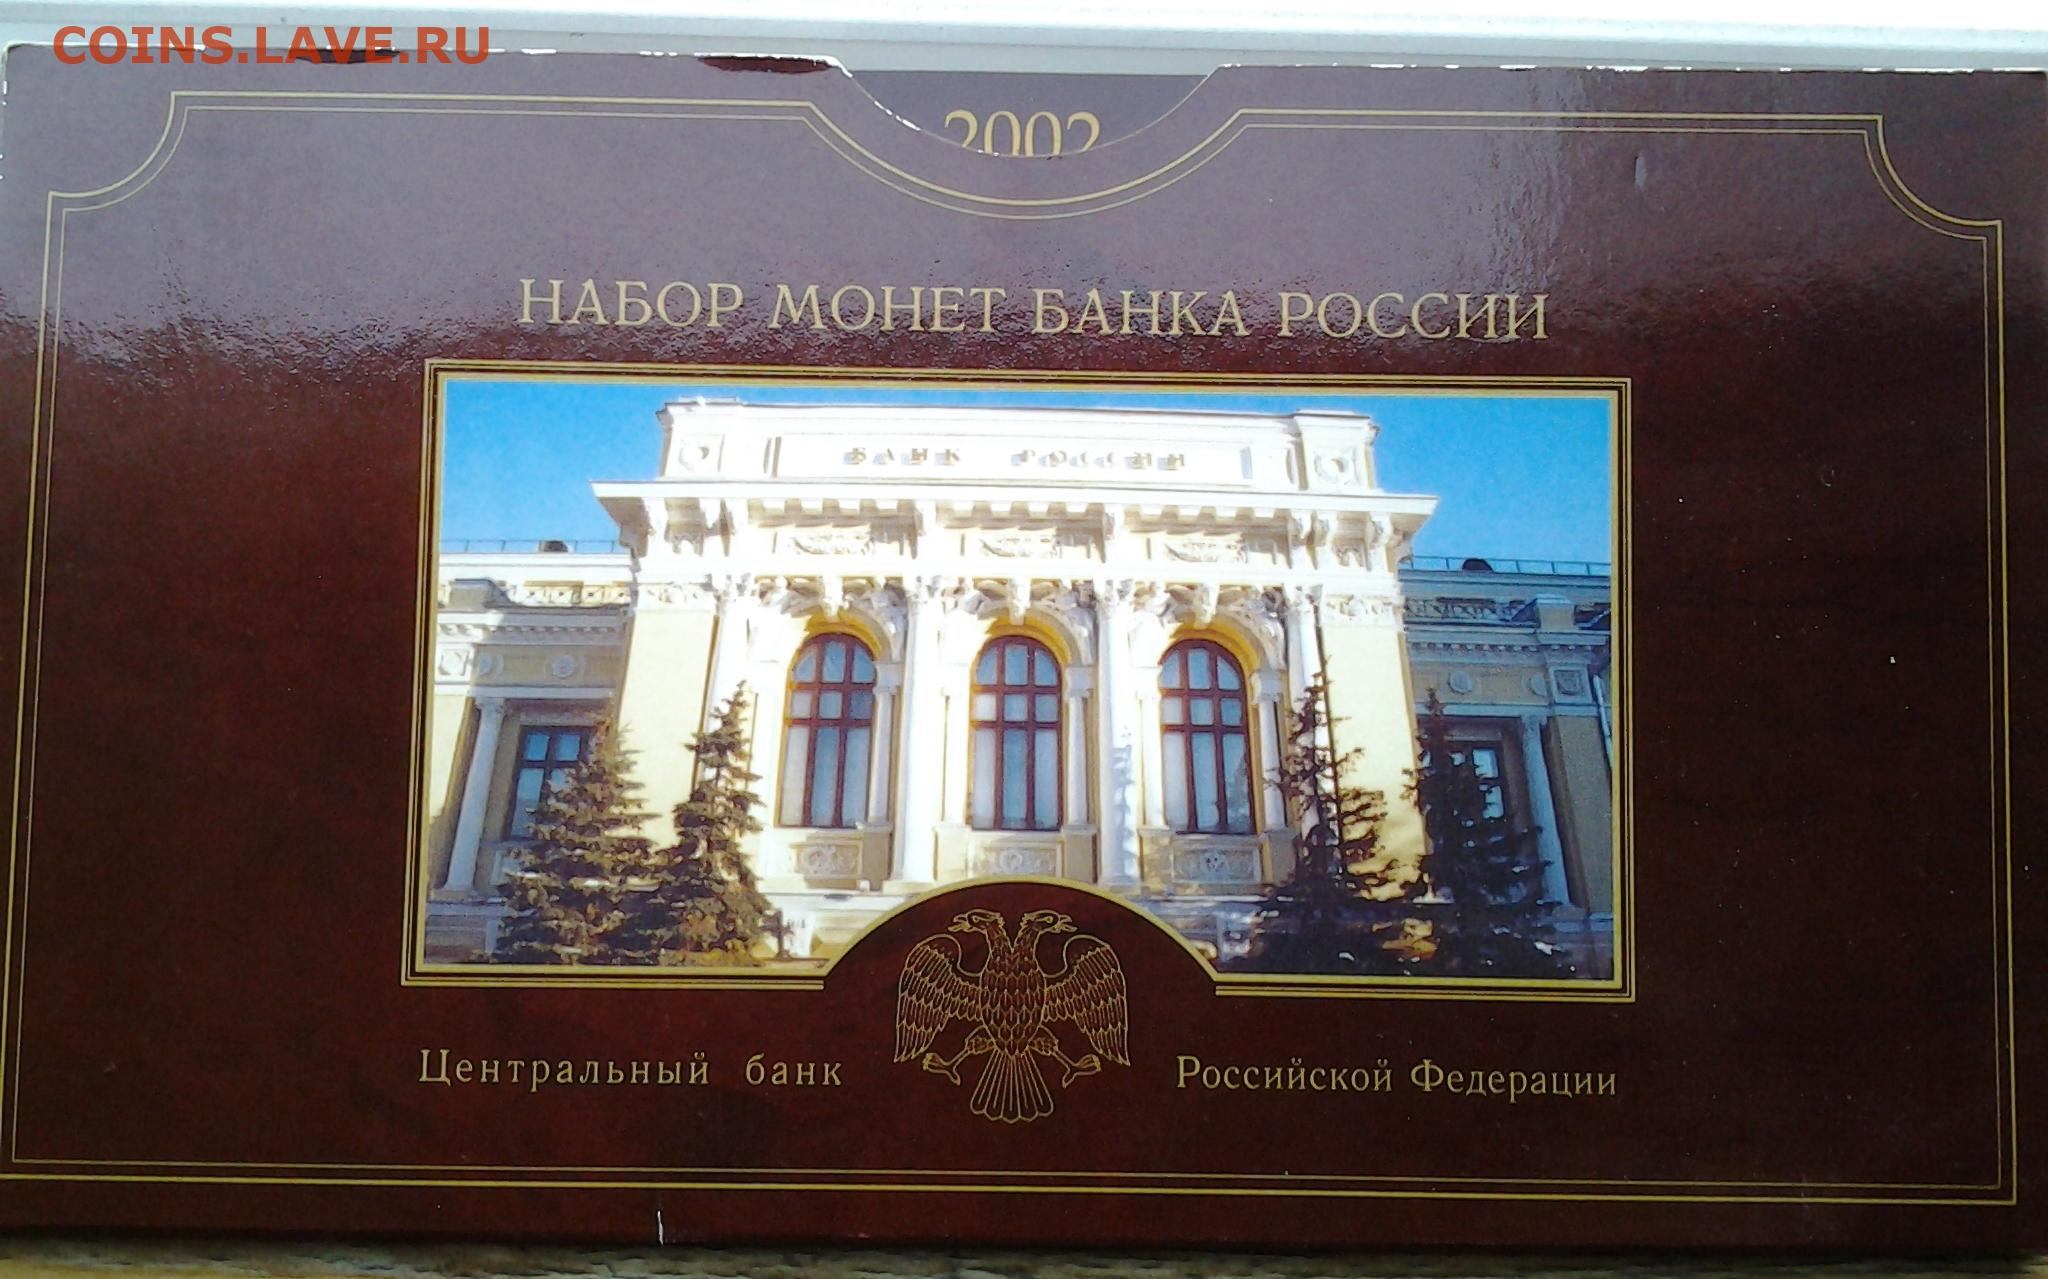 COINS.LAVE.RU
2002
НАБОР МОНЕТ БАНКА РОССИИ
БАНК РОССИИ
Центральный банк Российской Федерации